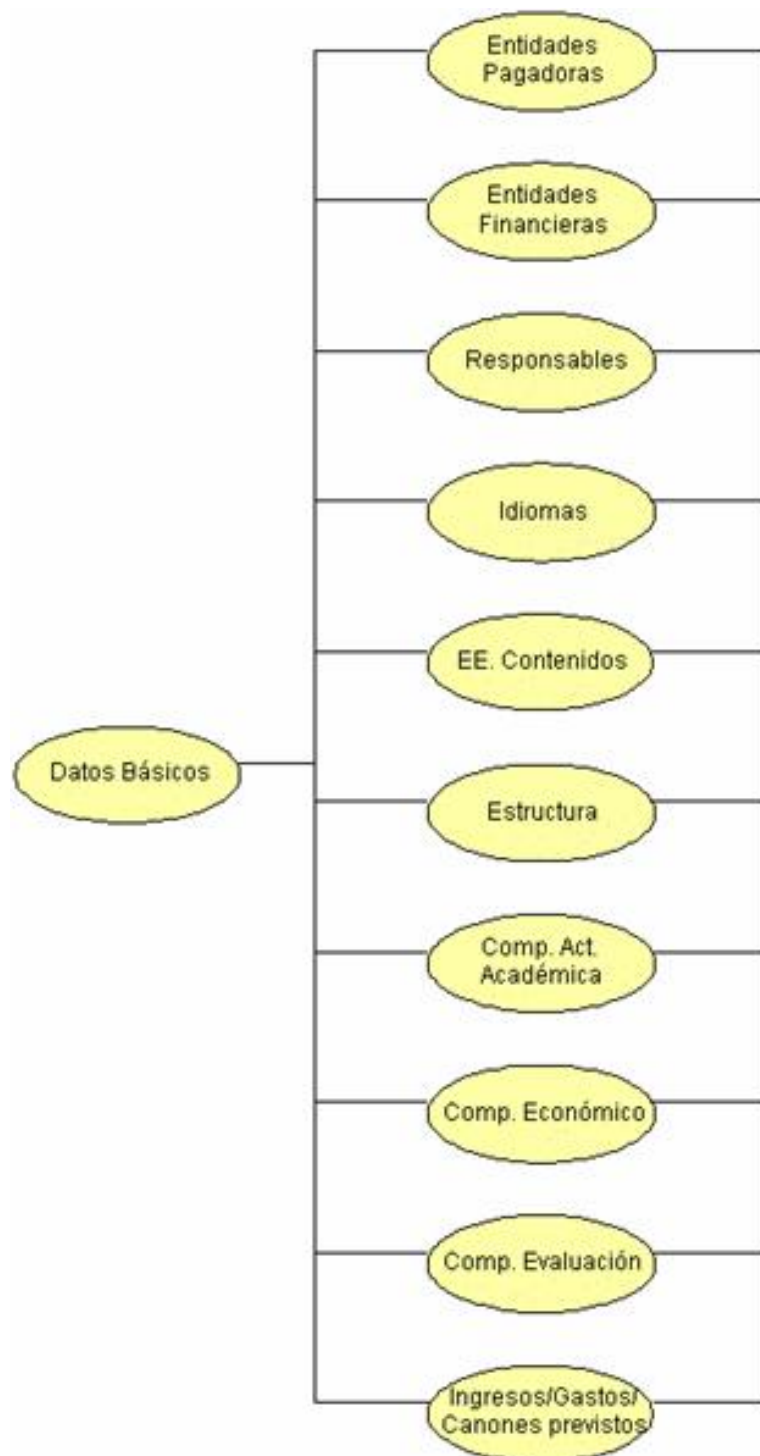 Entidades
Pagadoras
Entidades
Financieras
Responsables
Idiomas
EE. Contenidos
Datos Básicos
Estructura
Comp. Act.
Académica
Comp. Económico
Comp. Evaluación
Ingresos/Gastos/
Canones previstos